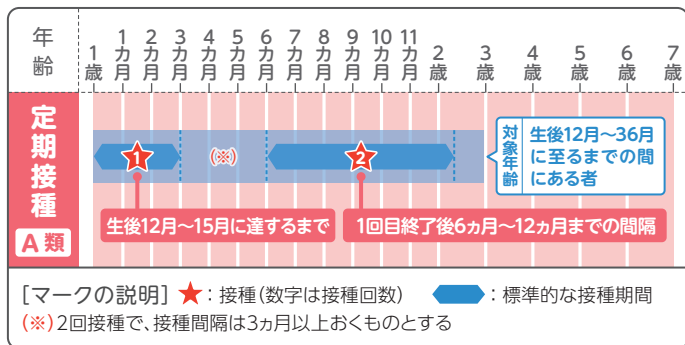 年齢
1歳
1カ月
2カ月
3カ月
4カ月
5カ月
6カ月
7カ月
8カ月
9カ月
10カ月
11カ月
2歳
3歳
4歳
5歳
6歳
7歳
定期接種
A類
1
(※)
2
対象年齢
生後12月～36月
に至るまでの間
にある者
生後12月～15月に達するまで
1回目終了後6ヵ月～12ヵ月までの間隔
[マークの説明] ★：接種(数字は接種回数) ：標準的な接種期間
(※)2回接種で、接種間隔は3ヵ月以上おくものとする